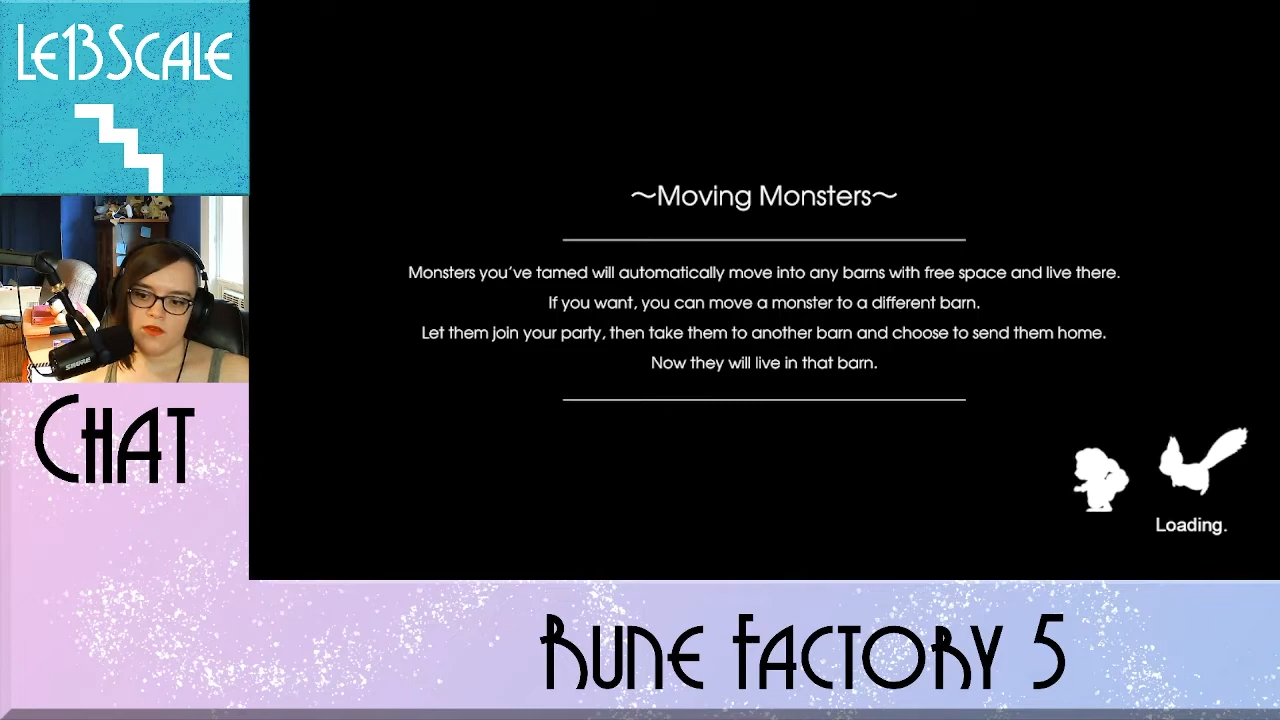 Le13Scale
~Moving Monsters~
Monsters you've tamed will automatically move into any barns with free space and live there.
If you want, you can move a monster to a different barn.
Let them join your party, then take them to another barn and choose to send them home.
Now they will live in that barn.
SHURE
Chat
Loading.
Rune Factory 5